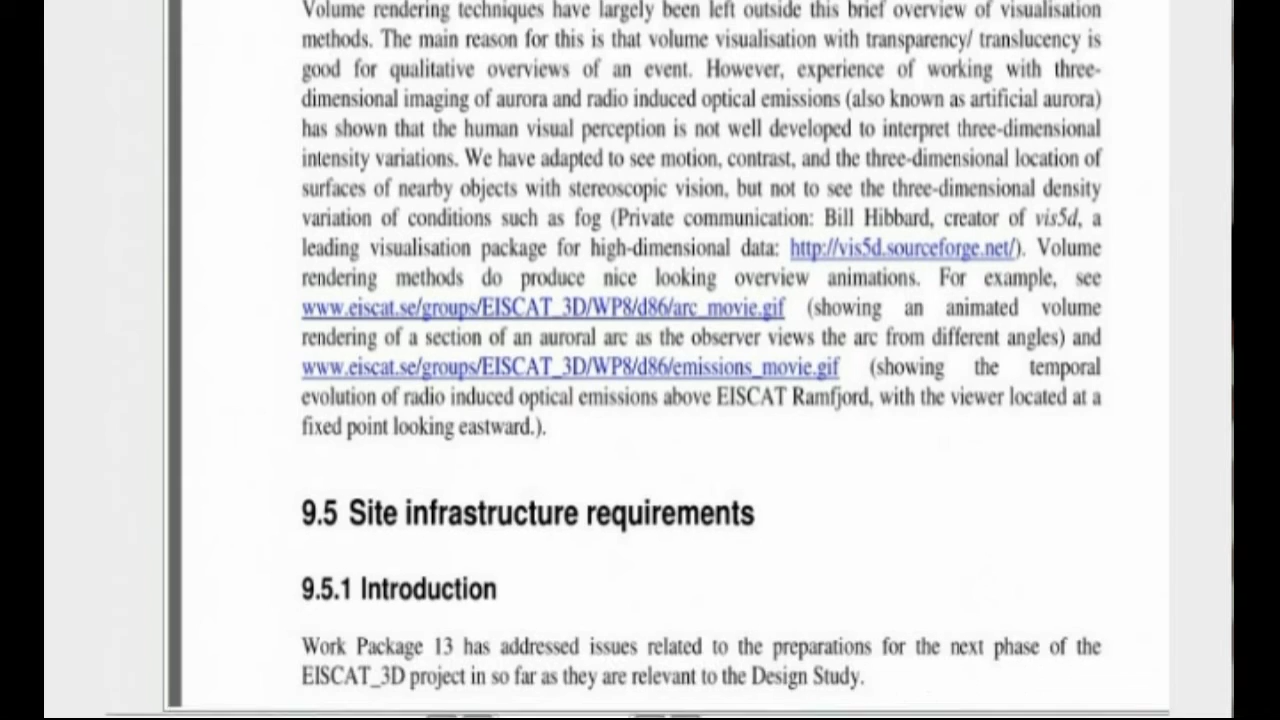 Volume rendering techniques have largely been left outside this brief overview of visualisation
methods. The main reason for this is that volume visualisation with transparency/ translucency is
good for qualitative overviews of an event. However, experience of working with three-
dimensional imaging of aurora and radio induced optical emissions (also known as artificial aurora)
has shown that the human visual perception is not well developed to interpret three-dimensional
intensity variations. We have adapted to see motion, contrast, and the three-dimensional location of
surfaces of nearby objects with stereoscopic vision, but not to see the three-dimensional density
variation of conditions such as fog (Private communication: Bill Hibbard, creator of vis5d, a
leading visualisation package for high-dimensional data: http://vis5d.sourceforge.net/). Volume
rendering methods do produce nice looking overview animations. For example, see
www.eiscat.se/groups/EISCAT_3D/WP8/d86/arc_movie.gif (showing an animated volume
rendering of a section of an auroral arc as the observer views the arc from different angles) and
www.eiscat.se/groups/EISCAT_3D/WP8/d86/emissions_movie.gif (showing the temporal
evolution of radio induced optical emissions above EISCAT Ramfjord, with the viewer located at a
fixed point looking eastward.).
9.5 Site infrastructure requirements
9.5.1 Introduction
Work Package 13 has addressed issues related to the preparations for the next phase of the
EISCAT_3D project in so far as they are relevant to the Design Study.